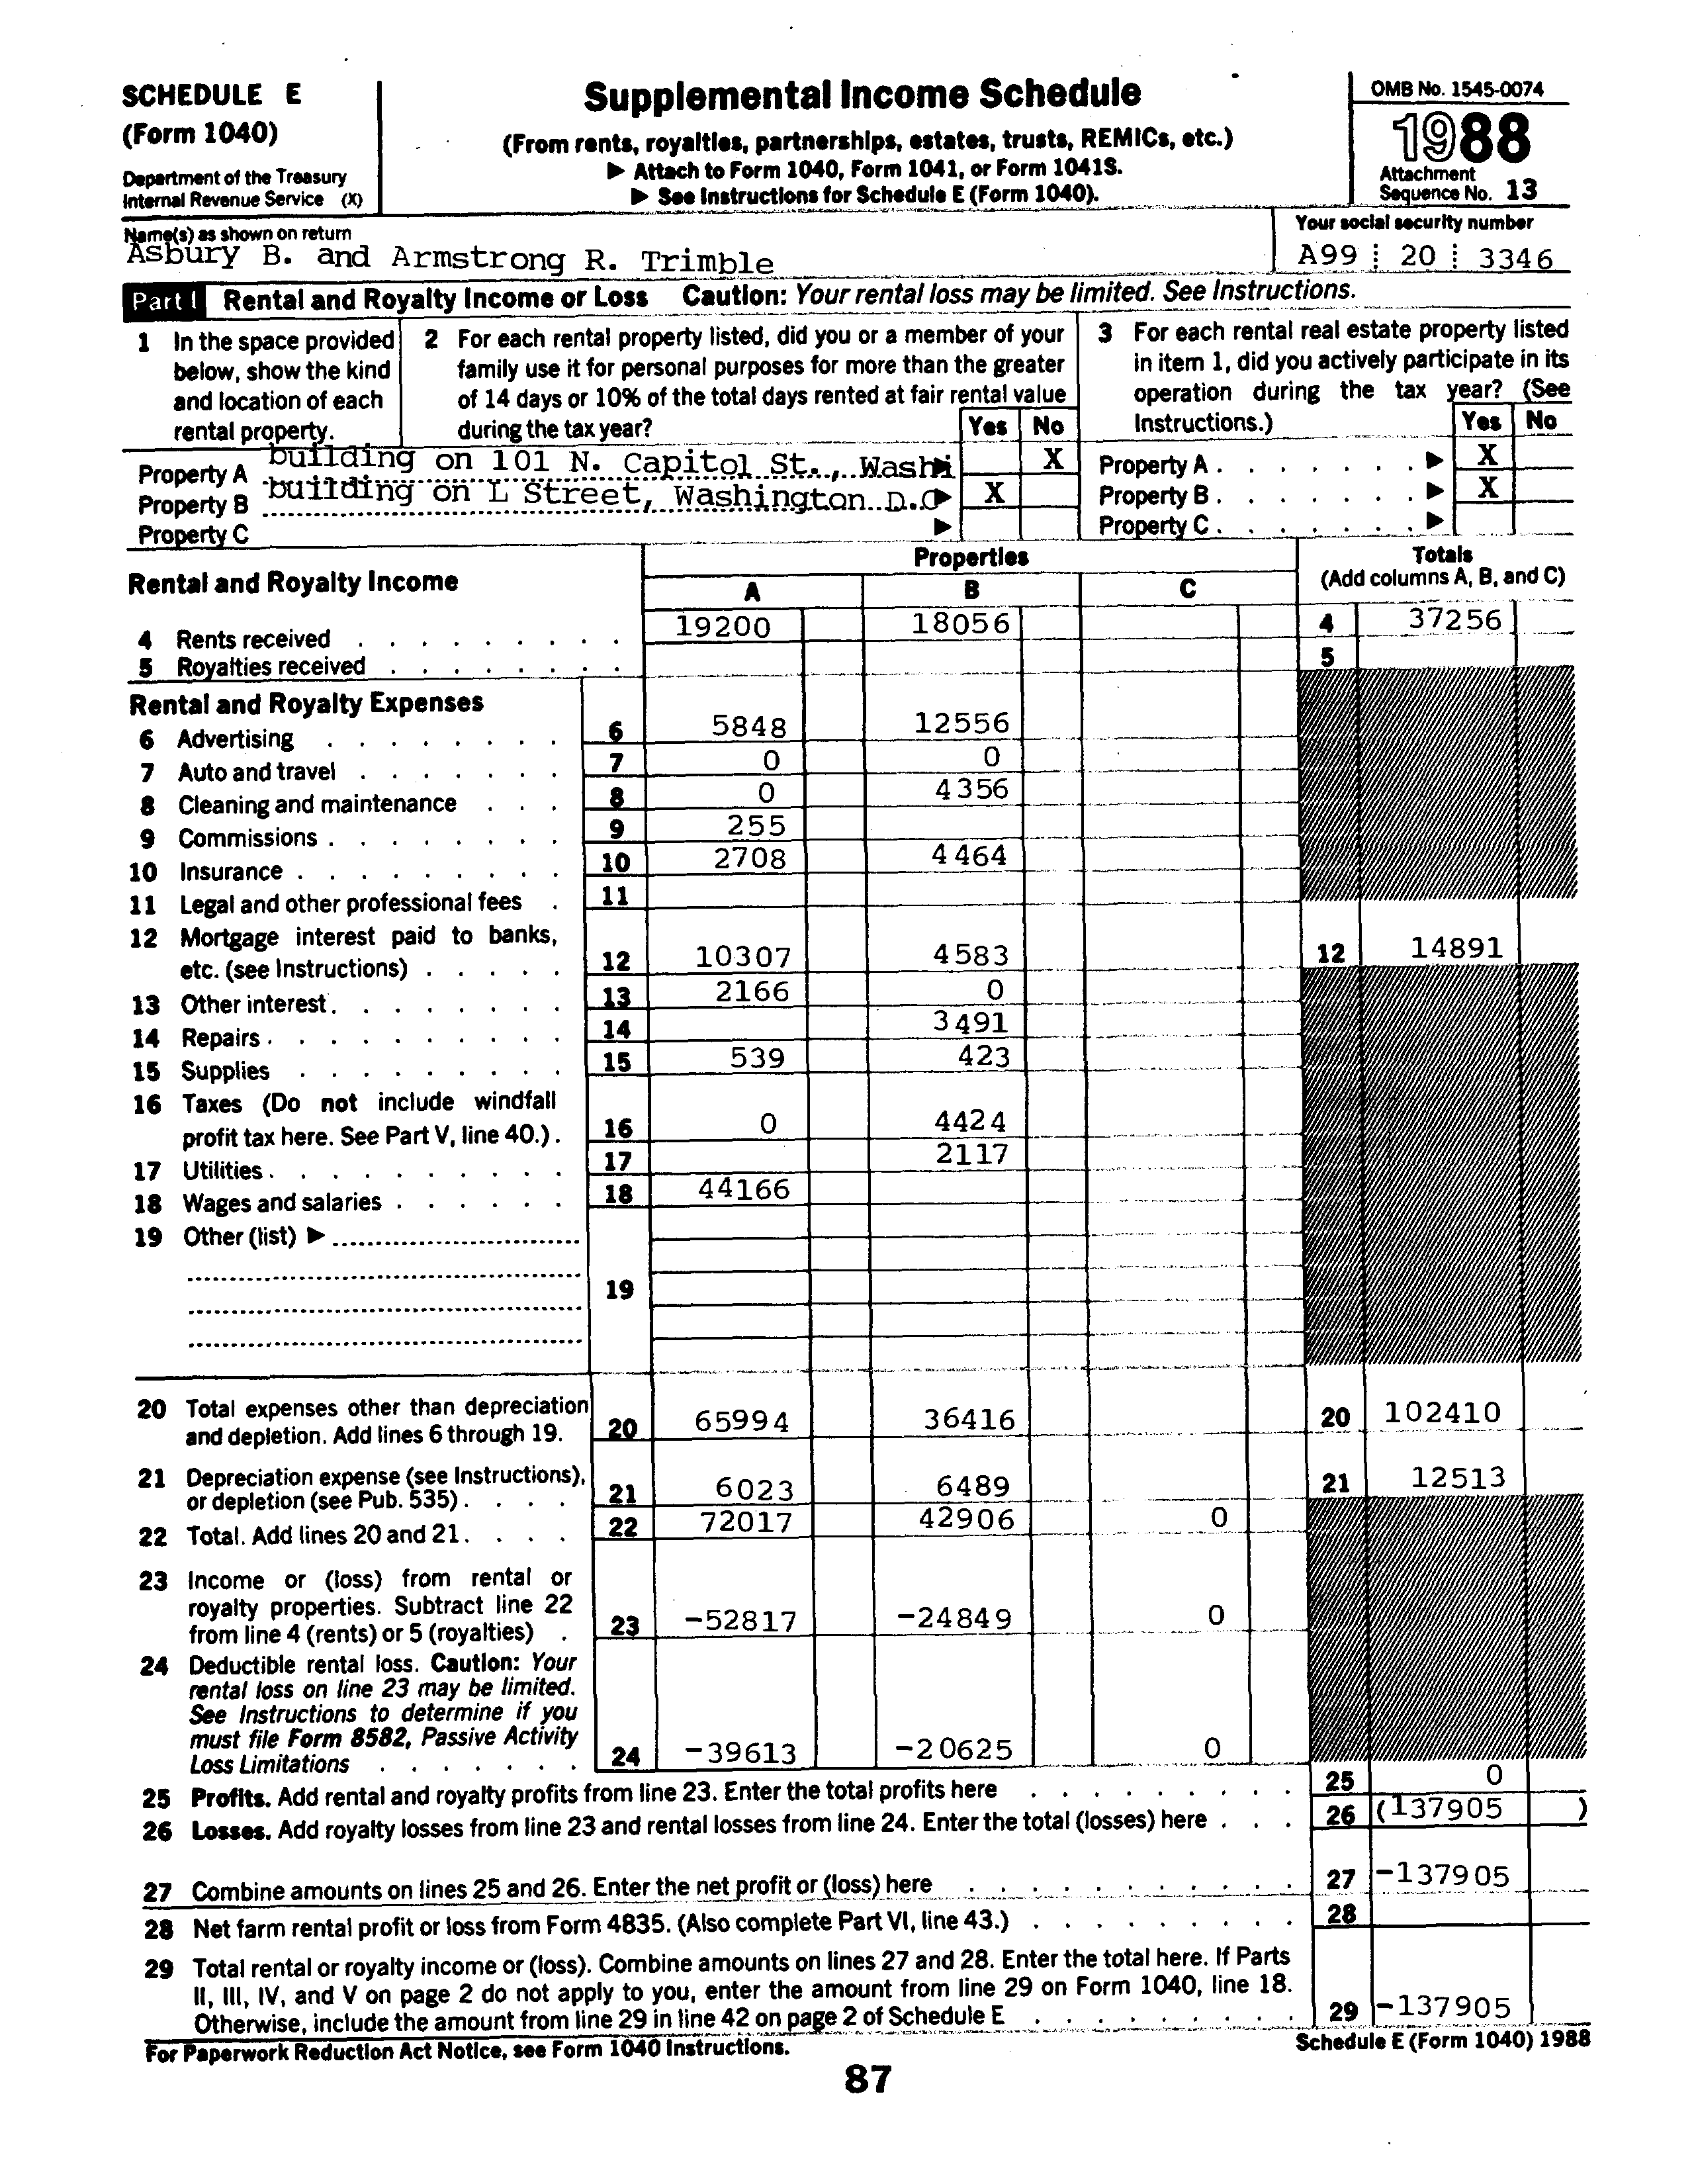 SCHEDULE E
(Form 1040)
Department of the Treasury
Internal Revenue Service (X)
Supplemental Income Schedule
(From rents, royalties, partnerships, estates, trusts, REMICs, etc.)
▶ Attach to Form 1040, Form 1041, or Form 1041S.
▶ See Instructions for Schedule E (Form 1040).
OMB No. 1545-0074
1988
Attachment
Sequence No. 13
Name(s) as shown on return
Asbury B. and Armstrong R. Trimble
Your social security number
A99 20 3346
Part I Rental and Royalty Income or Loss Caution: Your rental loss may be limited. See Instructions.
1 In the space provided
below, show the kind
and location of each
rental property.
2 For each rental property listed, did you or a member of your
family use it for personal purposes for more than the greater
of 14 days or 10% of the total days rented at fair rental value
during the tax year?
Yes No
3 For each rental real estate property listed
in item 1, did you actively participate in its
operation during the tax year? (See
Instructions.)
Yes No
Property A building on 101 N. Capitol St., Washi ▶ X
Property B building on L Street, Washington D.C ▶ X
Property C ▶
Property A . . . . . . . ▶ X
Property B . . . . . . . ▶ X
Property C . . . . . . . ▶
Properties
Totals
(Add columns A, B, and C)
Rental and Royalty Income
A B C
4 Rents received . . . . . . . . . 19200 18056 4 37256
5 Royalties received . . . . . . . . 5
Rental and Royalty Expenses
6 Advertising . . . . . . . . 6 5848 12556
7 Auto and travel . . . . . . . 7 0 0
8 Cleaning and maintenance . . . 8 0 4356
9 Commissions . . . . . . . . 9 255
10 Insurance . . . . . . . . . 10 2708 4464
11 Legal and other professional fees . 11
12 Mortgage interest paid to banks,
etc. (see Instructions) . . . . . 12 10307 4583 12 14891
13 Other interest . . . . . . . . 13 2166 0
14 Repairs . . . . . . . . . . 14 3491
15 Supplies . . . . . . . . . 15 539 423
16 Taxes (Do not include windfall
profit tax here. See Part V, line 40.) . 16 0 4424
17 Utilities . . . . . . . . . . 17 2117
18 Wages and salaries . . . . . . 18 44166
19 Other (list) ▶
19
20 Total expenses other than depreciation
and depletion. Add lines 6 through 19. 20 65994 36416 20 102410
21 Depreciation expense (see Instructions),
or depletion (see Pub. 535) . . . . 21 6023 6489 21 12513
22 Total. Add lines 20 and 21 . . . . 22 72017 42906 0
23 Income or (loss) from rental or
royalty properties. Subtract line 22
from line 4 (rents) or 5 (royalties) . 23 -52817 -24849 0
24 Deductible rental loss. Caution: Your
rental loss on line 23 may be limited.
See Instructions to determine if you
must file Form 8582, Passive Activity
Loss Limitations . . . . . . . 24 -39613 -20625 0
25 Profits. Add rental and royalty profits from line 23. Enter the total profits here . . . . . . . . . 25 0
26 Losses. Add royalty losses from line 23 and rental losses from line 24. Enter the total (losses) here . . . 26 (137905 )
27 Combine amounts on lines 25 and 26. Enter the net profit or (loss) here . . . . . . . . . . . 27 -137905
28 Net farm rental profit or loss from Form 4835. (Also complete Part VI, line 43.) . . . . . . . . . 28
29 Total rental or royalty income or (loss). Combine amounts on lines 27 and 28. Enter the total here. If Parts
II, III, IV, and V on page 2 do not apply to you, enter the amount from line 29 on Form 1040, line 18.
Otherwise, include the amount from line 29 in line 42 on page 2 of Schedule E . . . . . . . . . 29 -137905
For Paperwork Reduction Act Notice, see Form 1040 Instructions.
Schedule E (Form 1040) 1988
87